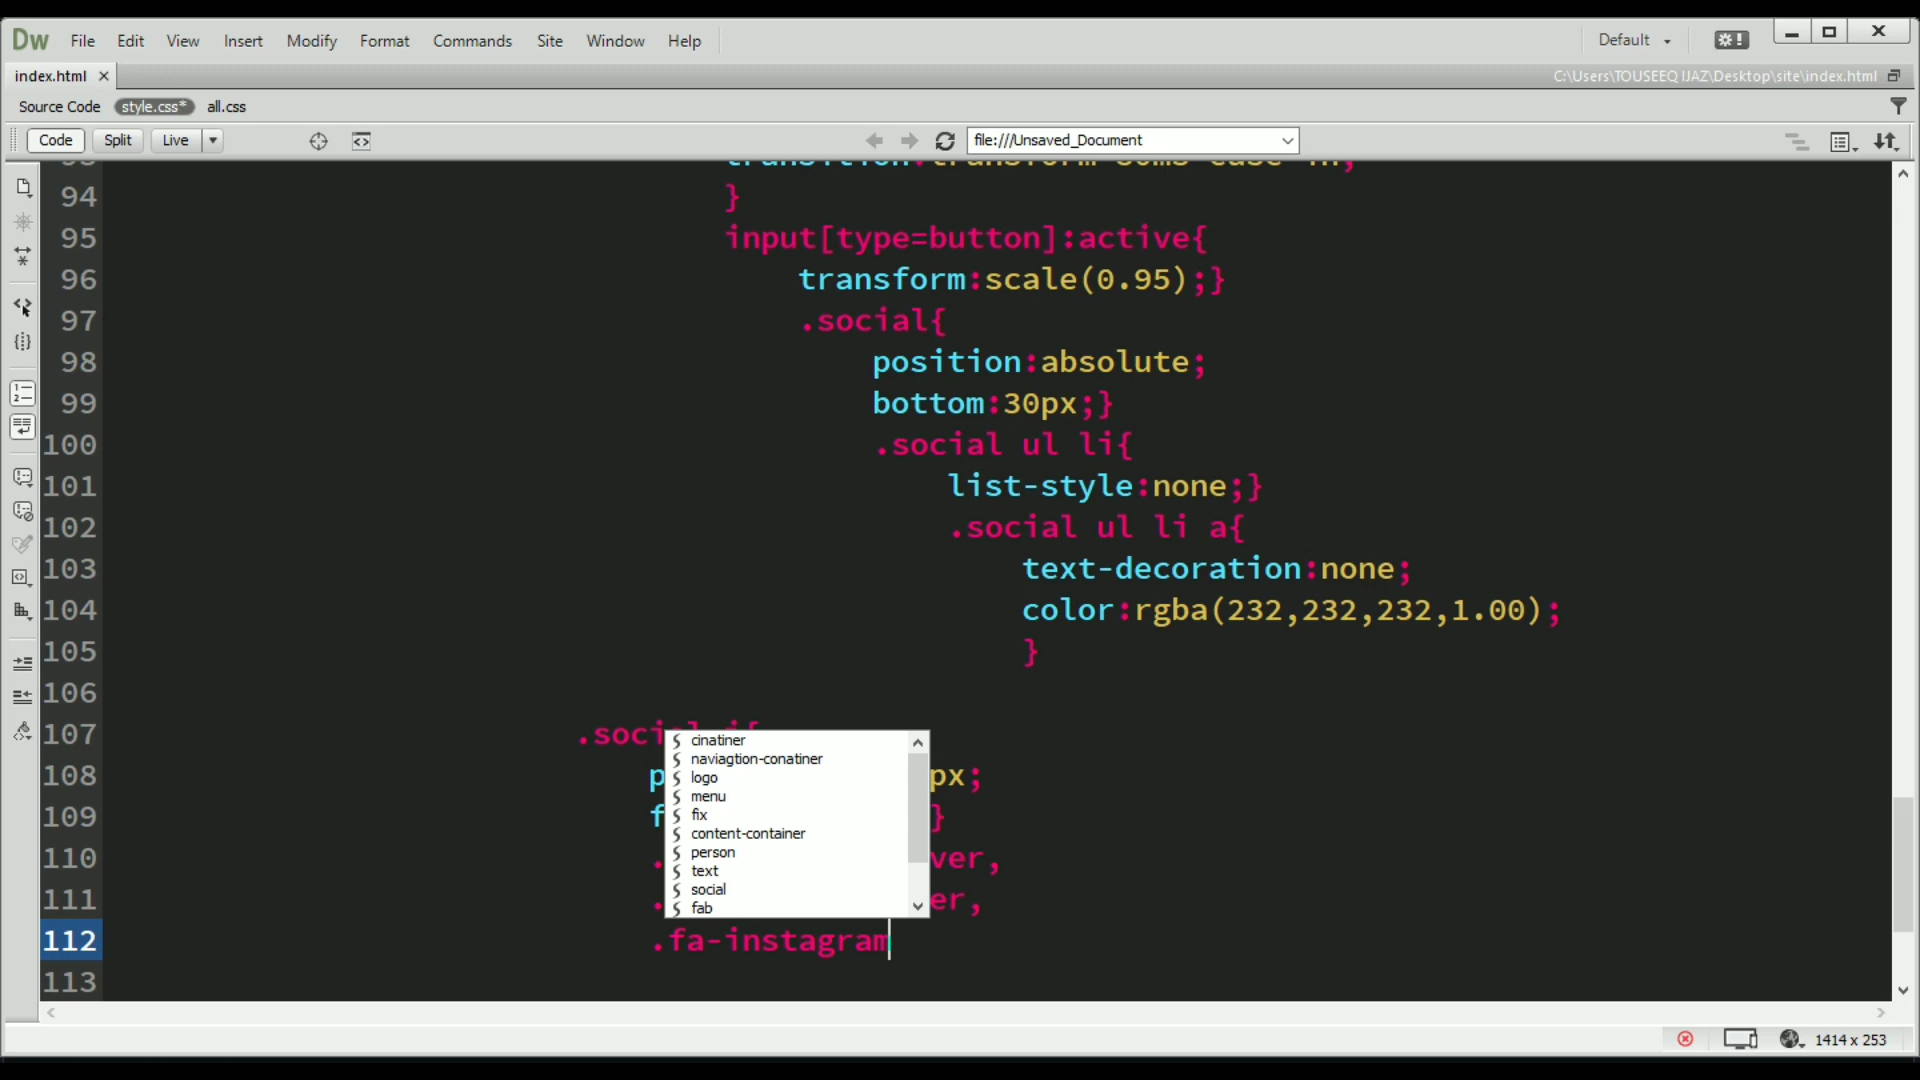 Dw File Edit View Insert Modify Format Commands Site Window Help Default
index.html × C:\Users\TOUSEEQ IJAZ\Desktop\site\index.html
Source Code style.css* all.css
Code Split Live file:///Unsaved_Document
94 }
95 input[type=button]:active{
96 transform:scale(0.95);}
97 .social{
98 position:absolute;
99 bottom:30px;}
100 .social ul li{
101 list-style:none;}
102 .social ul li a{
103 text-decoration:none;
104 color:rgba(232,232,232,1.00);
105 }
106
107 .social i{
cinatiner
naviagtion-conatiner
108 p px;
logo
menu
109 f }
fix
content-container
110 . ver,
person
text
111 . er,
social
fab
112 .fa-instagram
113
1414 x 253